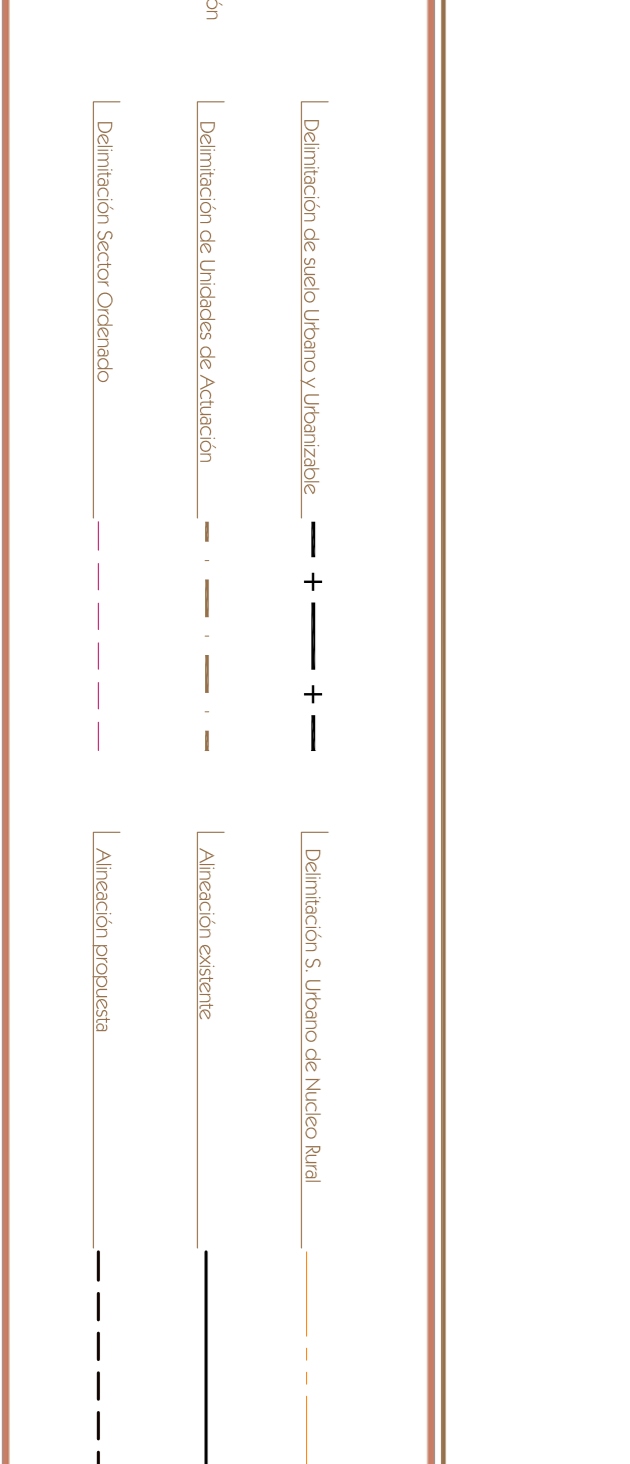 ón
Delimitación de suelo Urbano y Urbanizable
Delimitación de Unidades de Actuación
Delimitación Sector Ordenado
Delimitación S. Urbano de Nucleo Rural
Alineación existente
Alineación propuesta